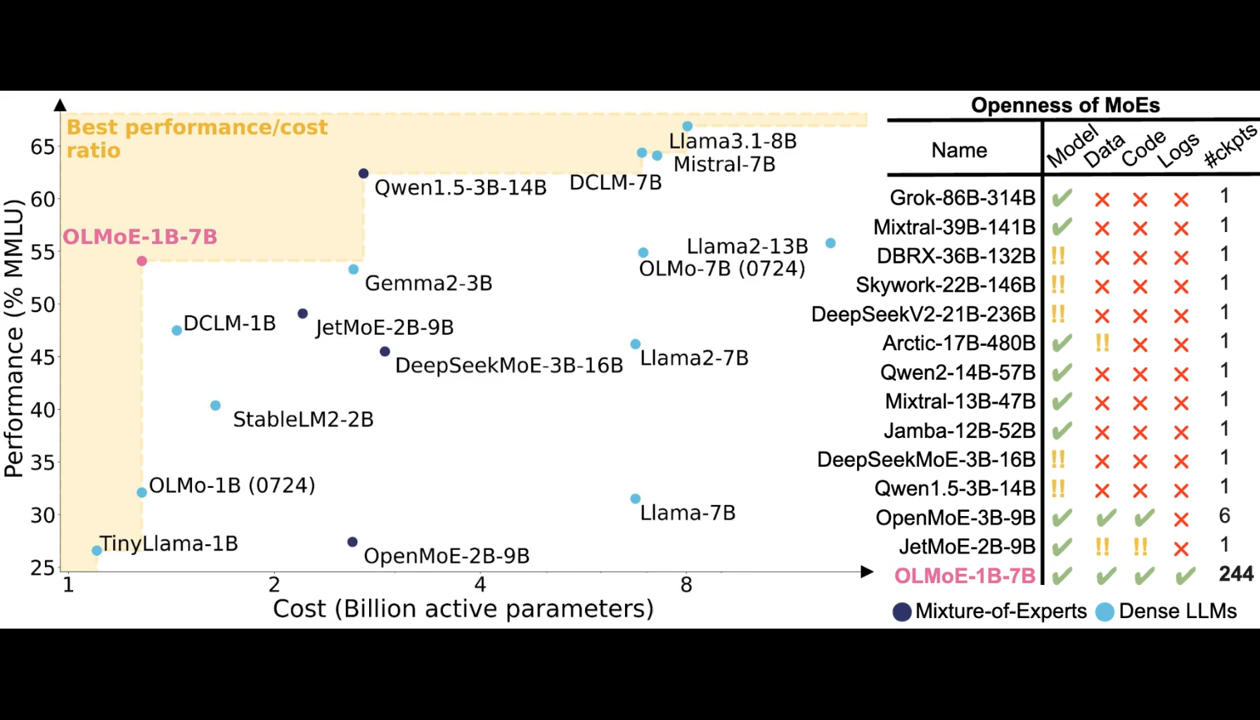 Best performance/cost
ratio
OLMoE-1B-7B
Qwen1.5-3B-14B
Llama3.1-8B
Mistral-7B
DCLM-7B
Llama2-13B
OLMo-7B (0724)
Gemma2-3B
DCLM-1B
JetMoE-2B-9B
DeepSeekMoE-3B-16B
Llama2-7B
StableLM2-2B
OLMo-1B (0724)
Llama-7B
TinyLlama-1B
OpenMoE-2B-9B
Performance (% MMLU)
65
60
55
50
45
40
35
30
25
1 2 4 8
Cost (Billion active parameters)
Openness of MoEs
Name Model Data Code Logs #ckpts
Grok-86B-314B ✔ ✕ ✕ ✕ 1
Mixtral-39B-141B ✔ ✕ ✕ ✕ 1
DBRX-36B-132B !! ✕ ✕ ✕ 1
Skywork-22B-146B !! ✕ ✕ ✕ 1
DeepSeekV2-21B-236B !! ✕ ✕ ✕ 1
Arctic-17B-480B ✔ !! ✕ ✕ 1
Qwen2-14B-57B ✔ ✕ ✕ ✕ 1
Mixtral-13B-47B ✔ ✕ ✕ ✕ 1
Jamba-12B-52B ✔ ✕ ✕ ✕ 1
DeepSeekMoE-3B-16B !! ✕ ✕ ✕ 1
Qwen1.5-3B-14B !! ✕ ✕ ✕ 1
OpenMoE-3B-9B ✔ ✔ ✔ ✕ 6
JetMoE-2B-9B ✔ !! !! ✕ 1
OLMoE-1B-7B ✔ ✔ ✔ ✔ 244
Mixture-of-Experts Dense LLMs